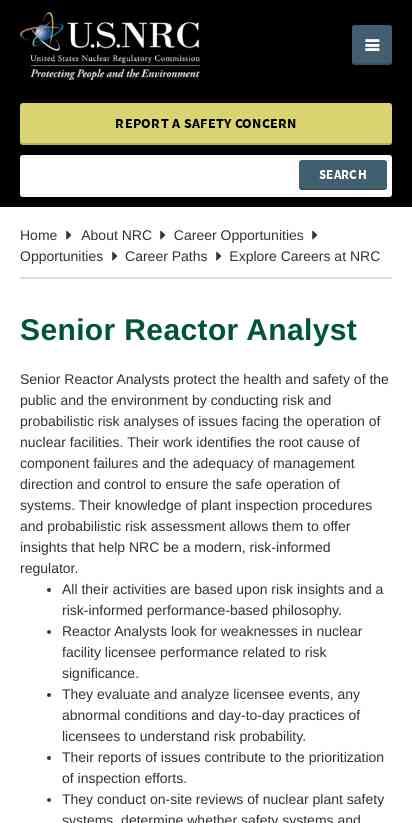 U.S.NRC
United States Nuclear Regulatory Commission
Protecting People and the Environment
REPORT A SAFETY CONCERN
SEARCH
Home About NRC Career Opportunities
Opportunities Career Paths Explore Careers at NRC
Senior Reactor Analyst
Senior Reactor Analysts protect the health and safety of the
public and the environment by conducting risk and
probabilistic risk analyses of issues facing the operation of
nuclear facilities. Their work identifies the root cause of
component failures and the adequacy of management
direction and control to ensure the safe operation of
systems. Their knowledge of plant inspection procedures
and probabilistic risk assessment allows them to offer
insights that help NRC be a modern, risk-informed
regulator.
• All their activities are based upon risk insights and a
risk-informed performance-based philosophy.
• Reactor Analysts look for weaknesses in nuclear
facility licensee performance related to risk
significance.
• They evaluate and analyze licensee events, any
abnormal conditions and day-to-day practices of
licensees to understand risk probability.
• Their reports of issues contribute to the prioritization
of inspection efforts.
• They conduct on-site reviews of nuclear plant safety
systems, determine whether safety systems and